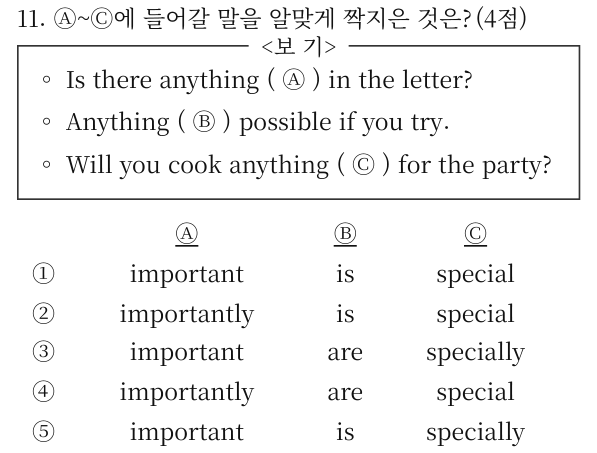 11. Ⓐ~Ⓒ에 들어갈 말을 알맞게 짝지은 것은?(4점)
<보 기>
◦ Is there anything ( Ⓐ ) in the letter?
◦ Anything ( Ⓑ ) possible if you try.
◦ Will you cook anything ( Ⓒ ) for the party?
Ⓐ Ⓑ Ⓒ
① important is special
② importantly is special
③ important are specially
④ importantly are special
⑤ important is specially